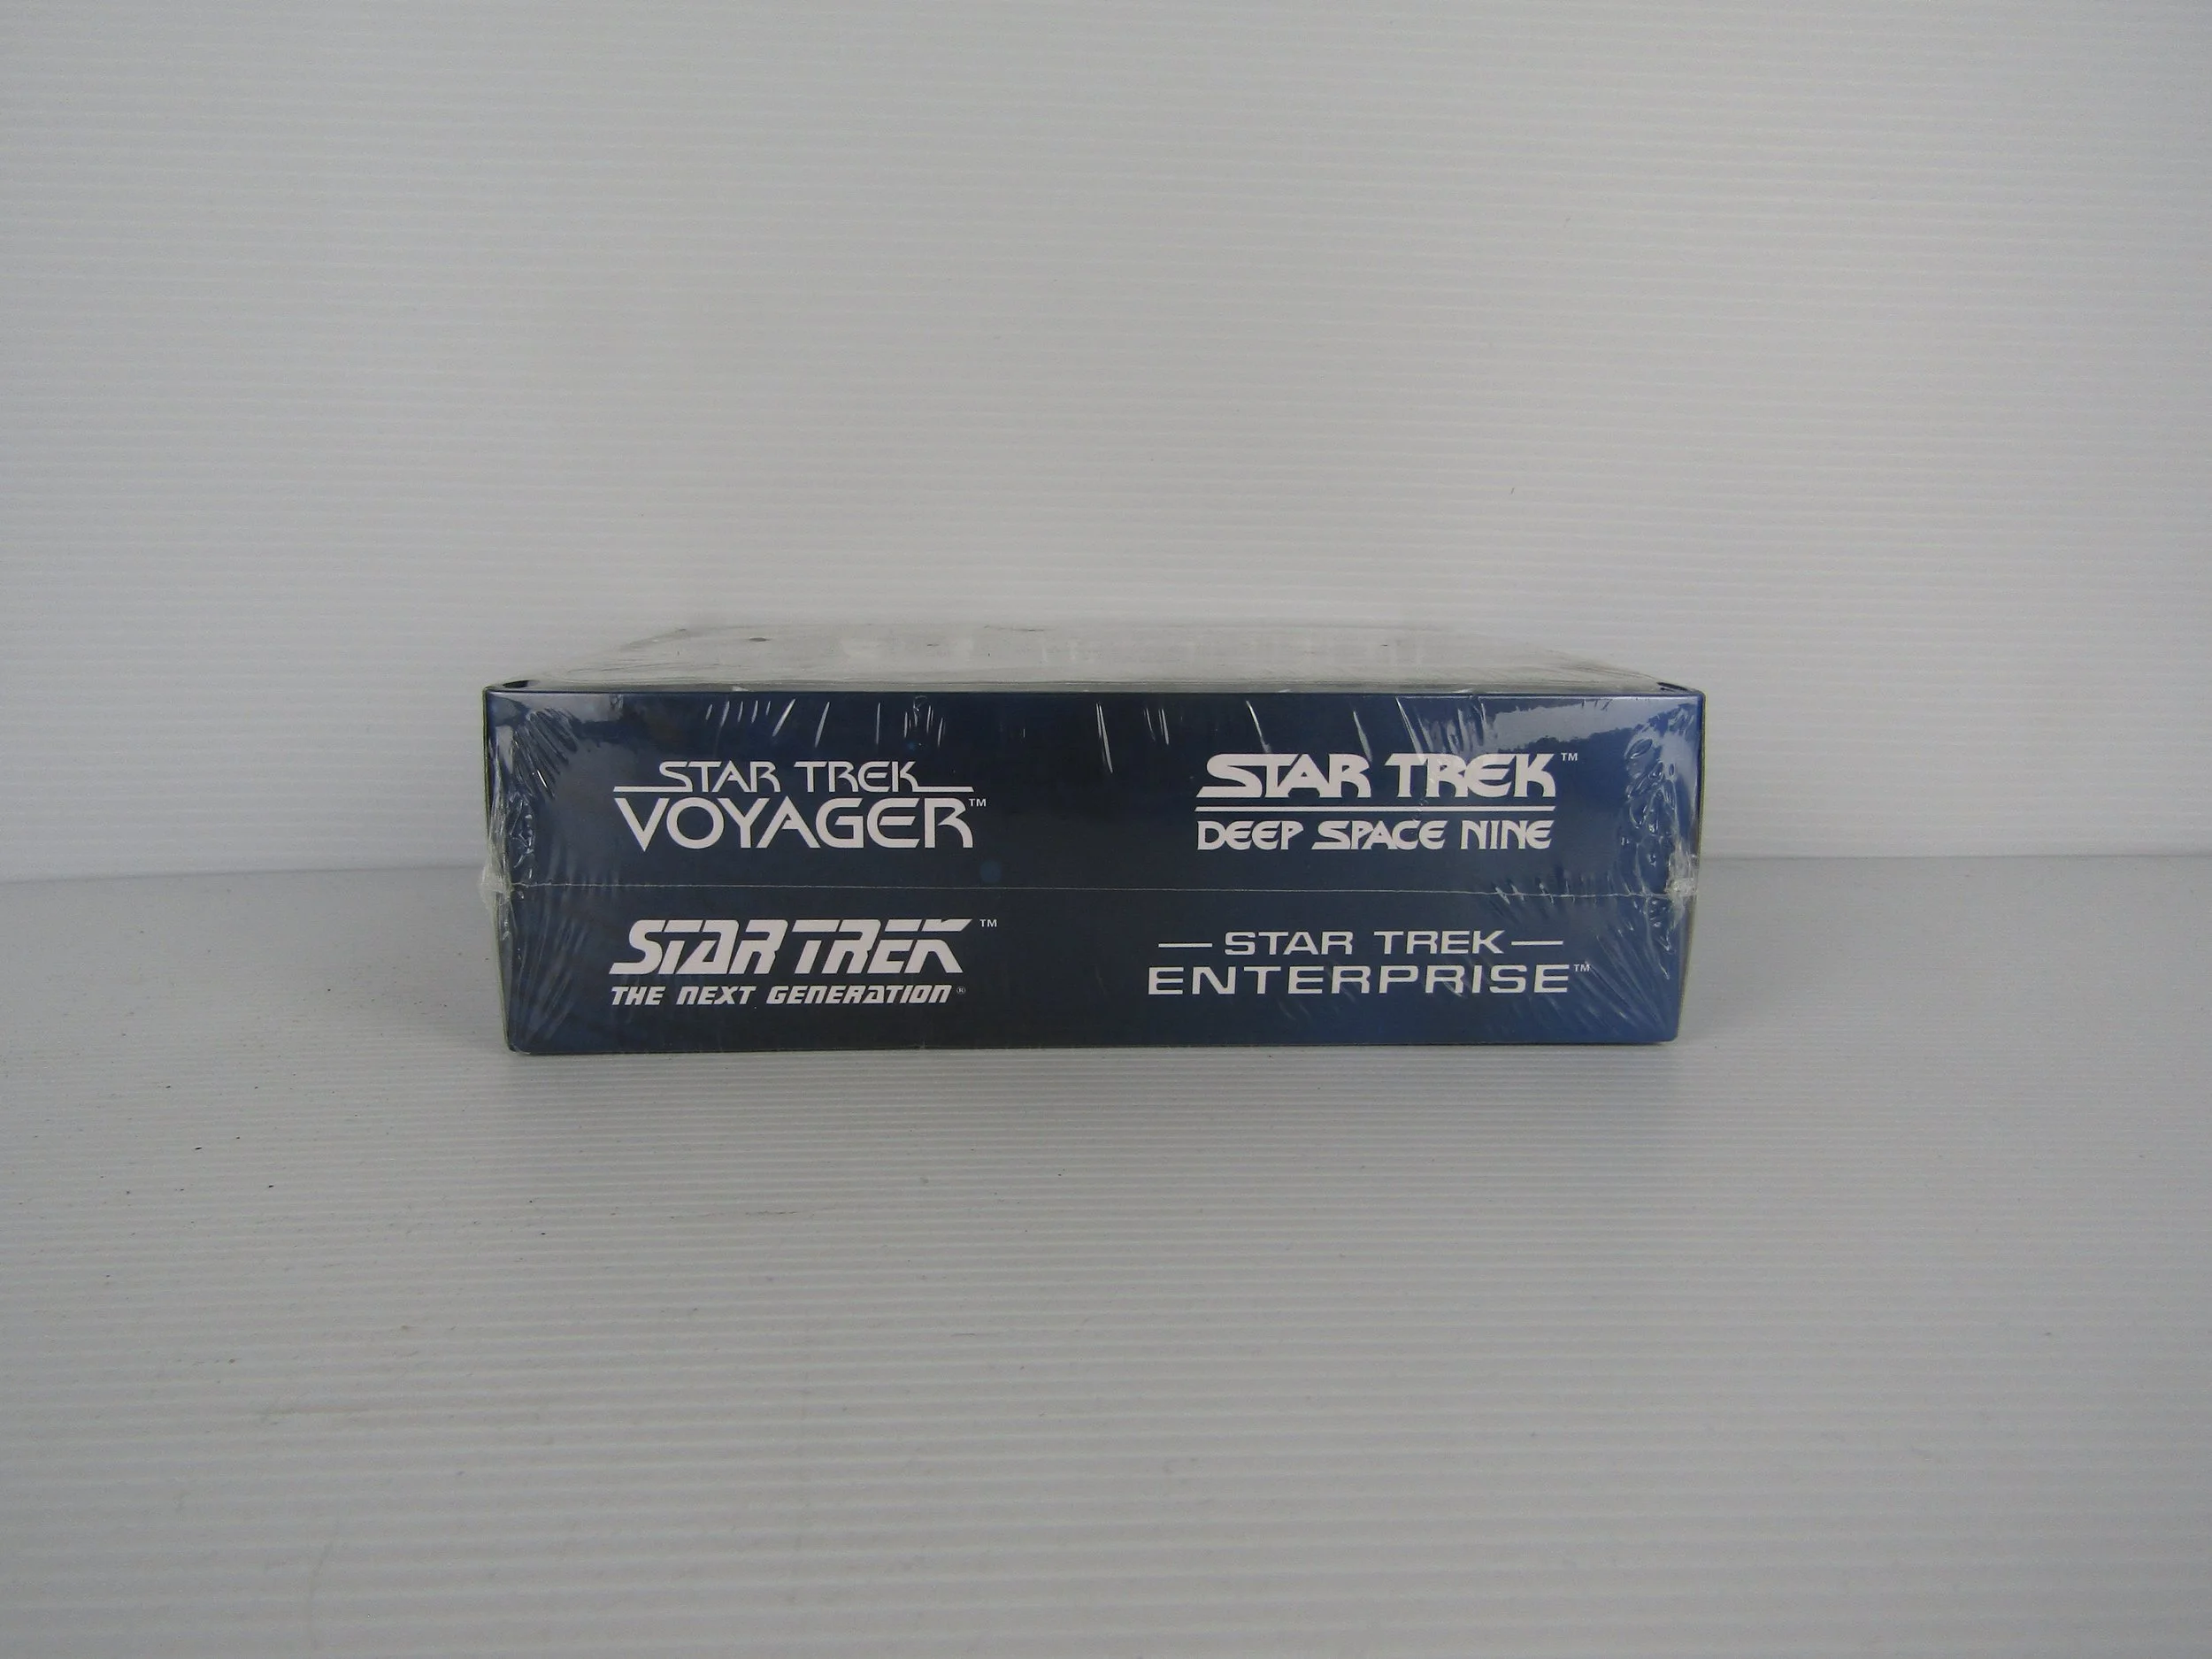 STAR TREK
VOYAGER™
STAR TREK™
DEEP SPACE NINE
STAR TREK™
THE NEXT GENERATION®
STAR TREK
ENTERPRISE™